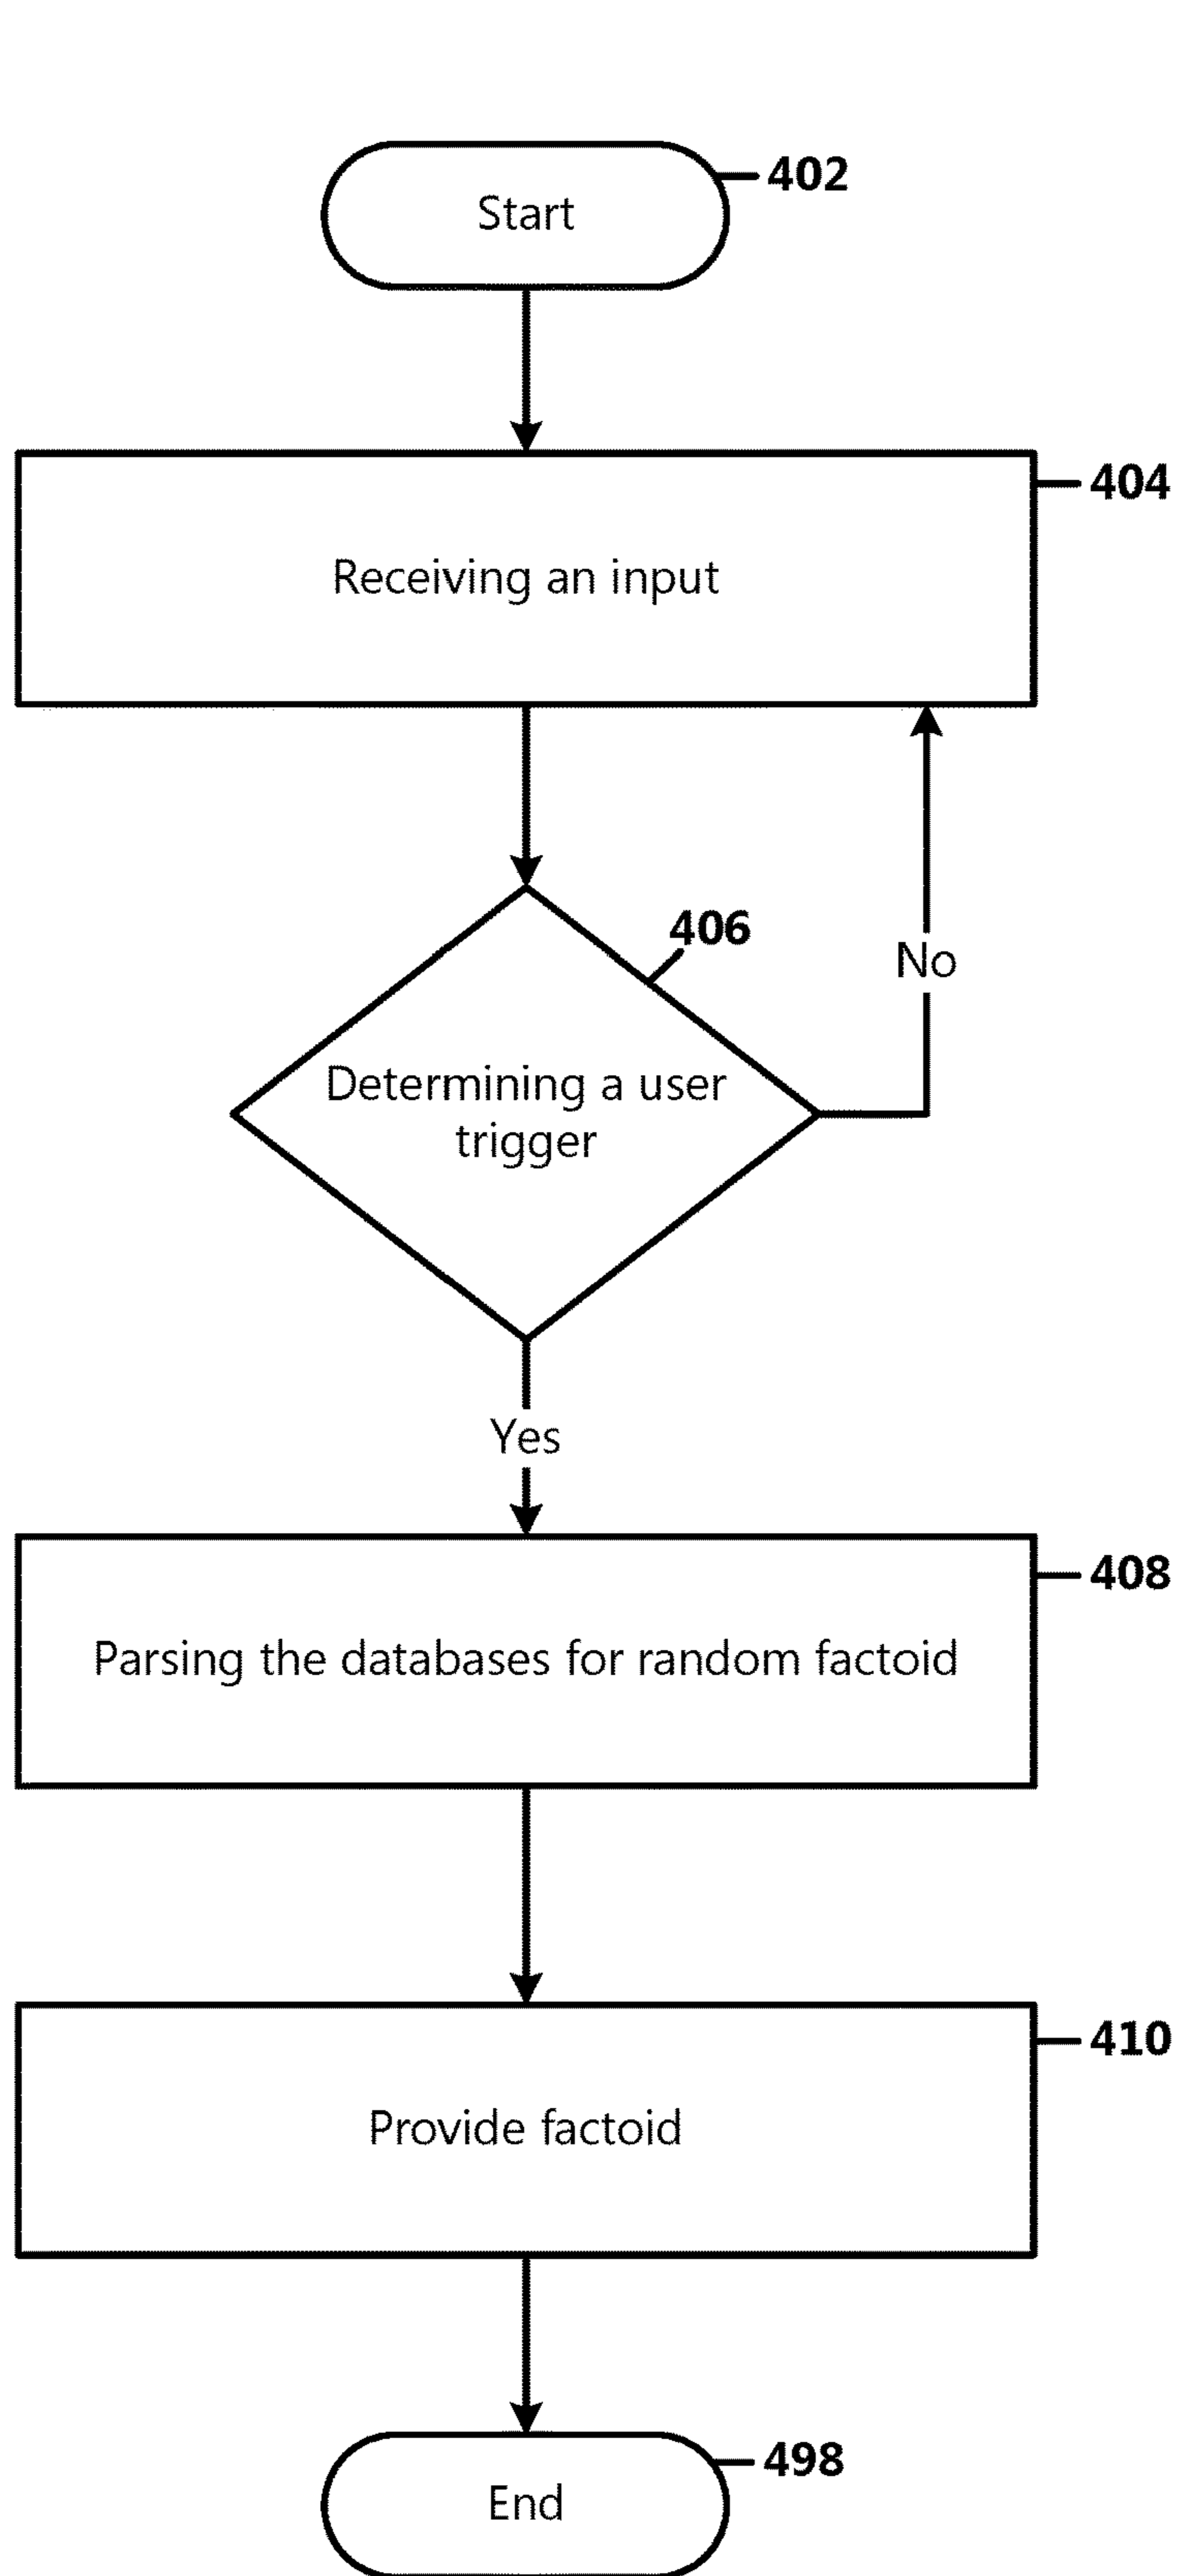 402
Start
404
Receiving an input
406
No
Determining a user
trigger
Yes
408
Parsing the databases for random factoid
410
Provide factoid
498
End